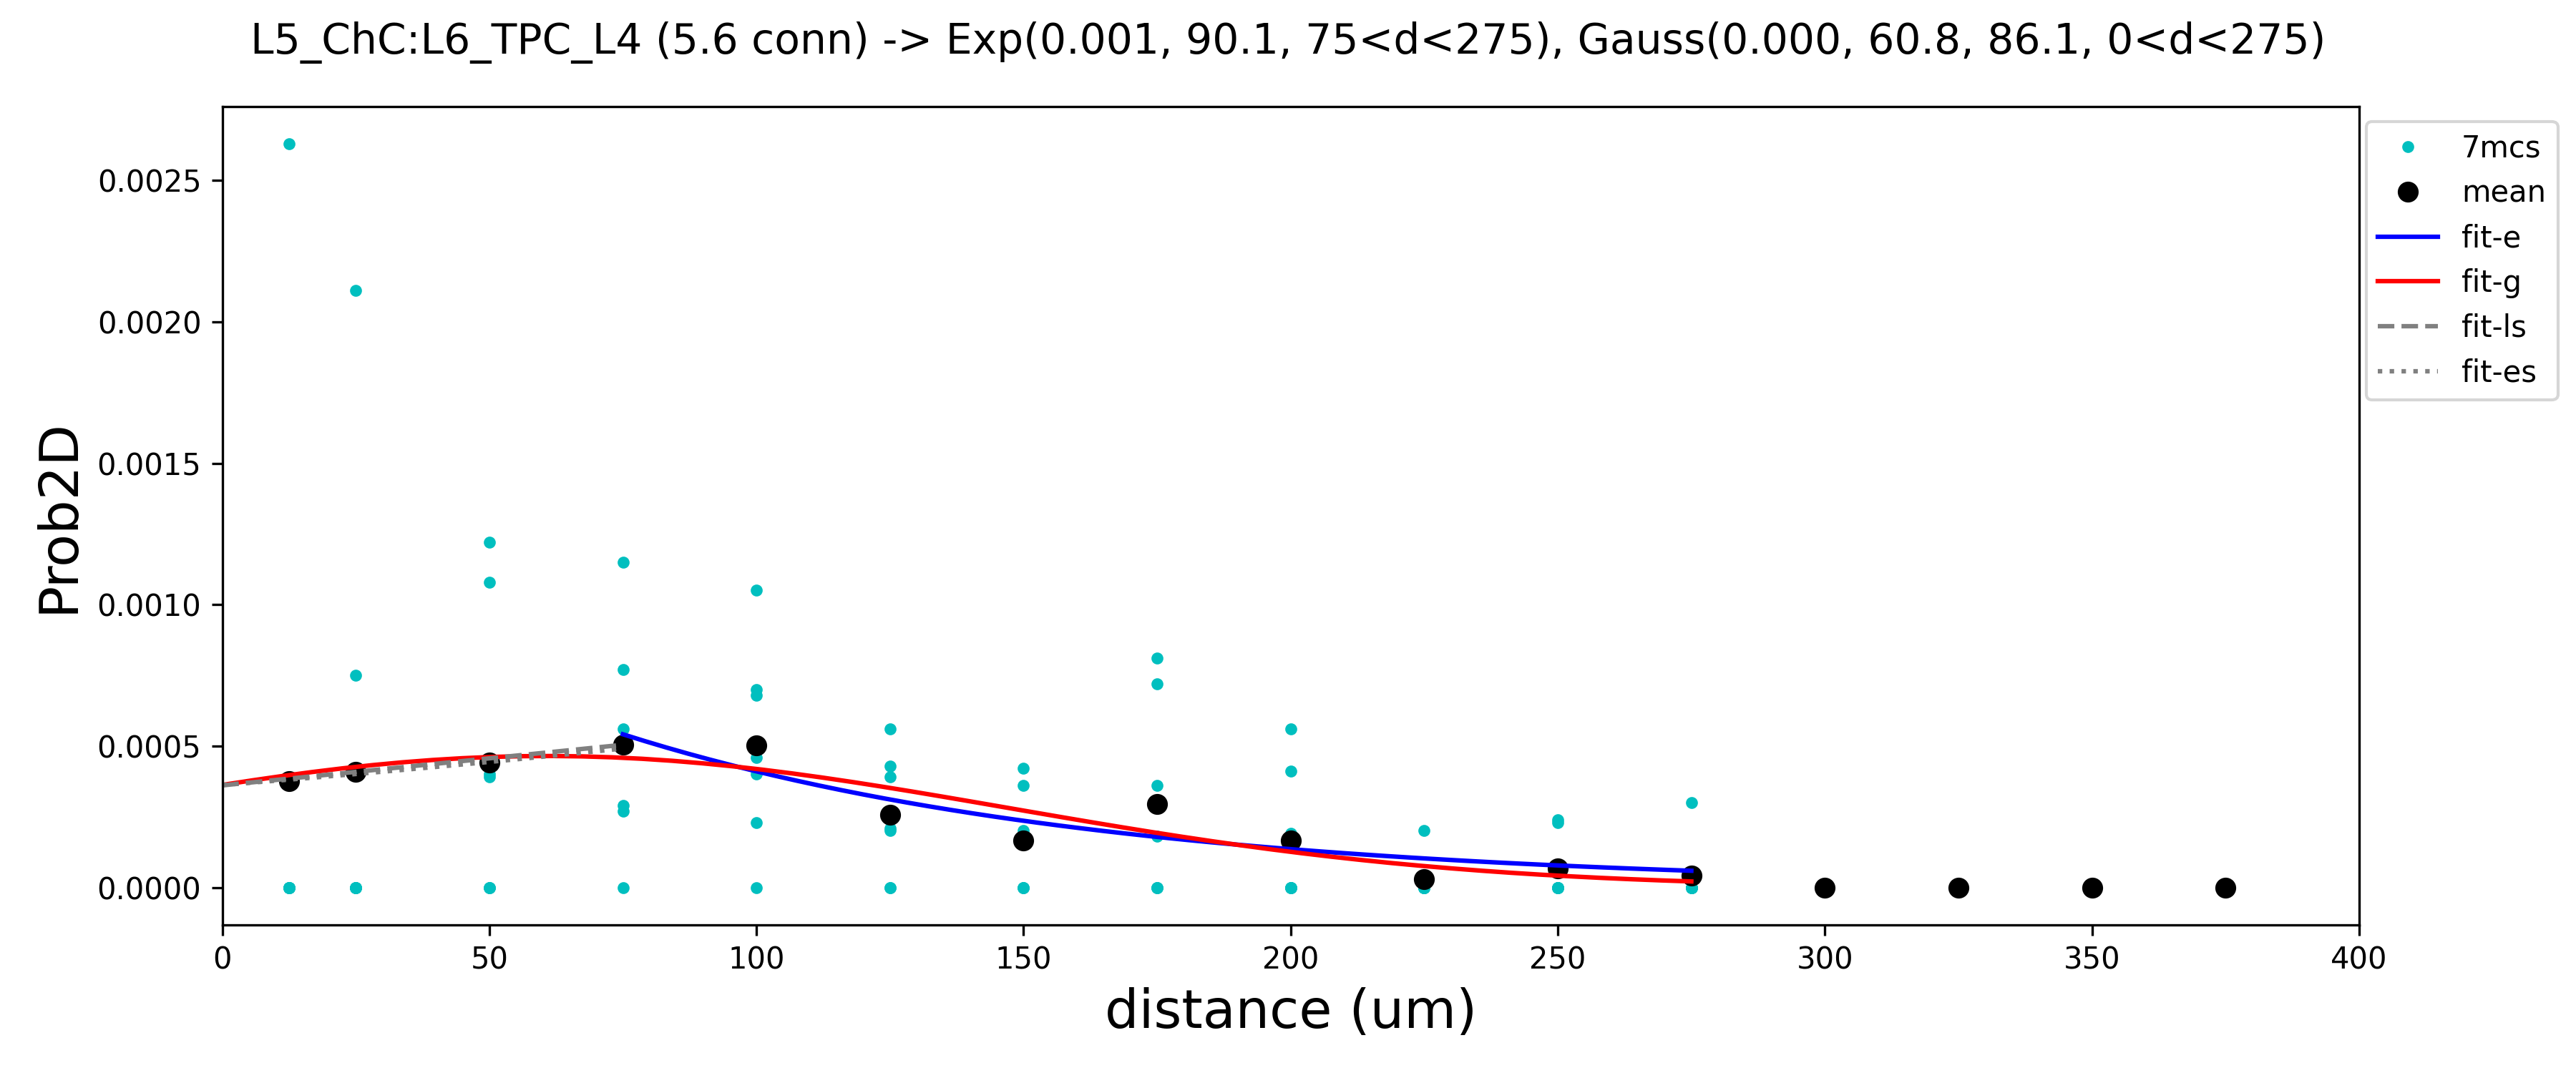 L5_ChC:L6_TPC_L4 (5.6 conn) -> Exp(0.001, 90.1, 75<d<275), Gauss(0.000, 60.8, 86.1, 0<d<275)
7mcs
mean
fit-e
fit-g
fit-ls
fit-es
Prob2D
0.0025
0.0020
0.0015
0.0010
0.0005
0.0000
0 50 100 150 200 250 300 350 400
distance (um)